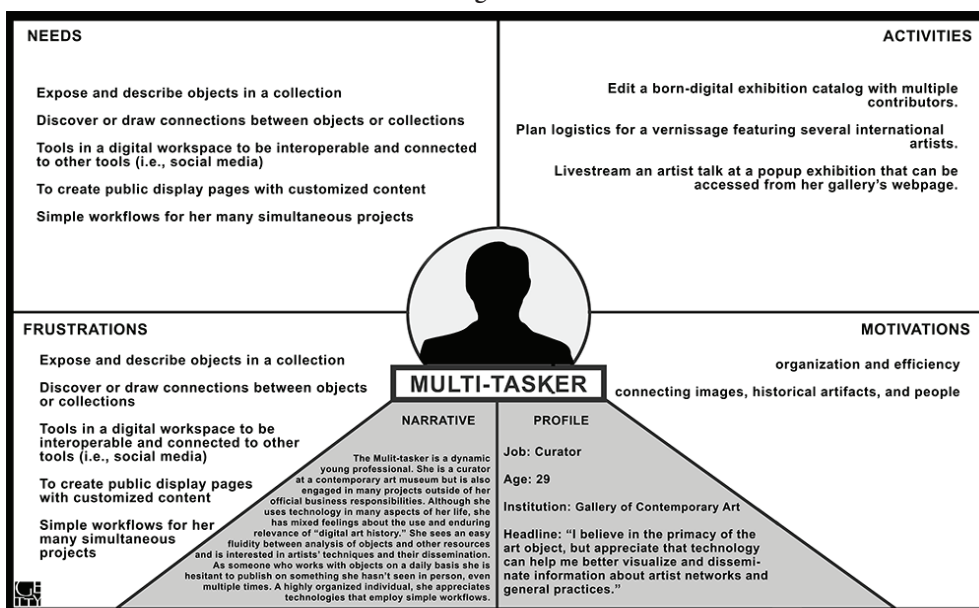 NEEDS
Expose and describe objects in a collection
Discover or draw connections between objects or collections
Tools in a digital workspace to be interoperable and connected
to other tools (i.e., social media)
To create public display pages with customized content
Simple workflows for her many simultaneous projects
ACTIVITIES
Edit a born-digital exhibition catalog with multiple
contributors.
Plan logistics for a vernissage featuring several international
artists.
Livestream an artist talk at a popup exhibition that can be
accessed from her gallery's webpage.
FRUSTRATIONS
Expose and describe objects in a collection
Discover or draw connections between objects
or collections
Tools in a digital workspace to be
interoperable and connected to other
tools (i.e., social media)
To create public display pages
with customized content
Simple workflows for her
many simultaneous
projects
MOTIVATIONS
organization and efficiency
connecting images, historical artifacts, and people
MULTI-TASKER
NARRATIVE
The Mulit-tasker is a dynamic
young professional. She is a curator
at a contemporary art museum but is also
engaged in many projects outside of her
official business responsibilities. Although she
uses technology in many aspects of her life, she
has mixed feelings about the use and enduring
relevance of "digital art history." She sees an easy
fluidity between analysis of objects and other resources
and is interested in artists' techniques and their dissemination.
As someone who works with objects on a daily basis she is
hesitant to publish on something she hasn't seen in person, even
multiple times. A highly organized individual, she appreciates
technologies that employ simple workflows.
PROFILE
Job: Curator
Age: 29
Institution: Gallery of Contemporary Art
Headline: "I believe in the primacy of the
art object, but appreciate that technology
can help me better visualize and dissemi-
nate information about artist networks and
general practices."